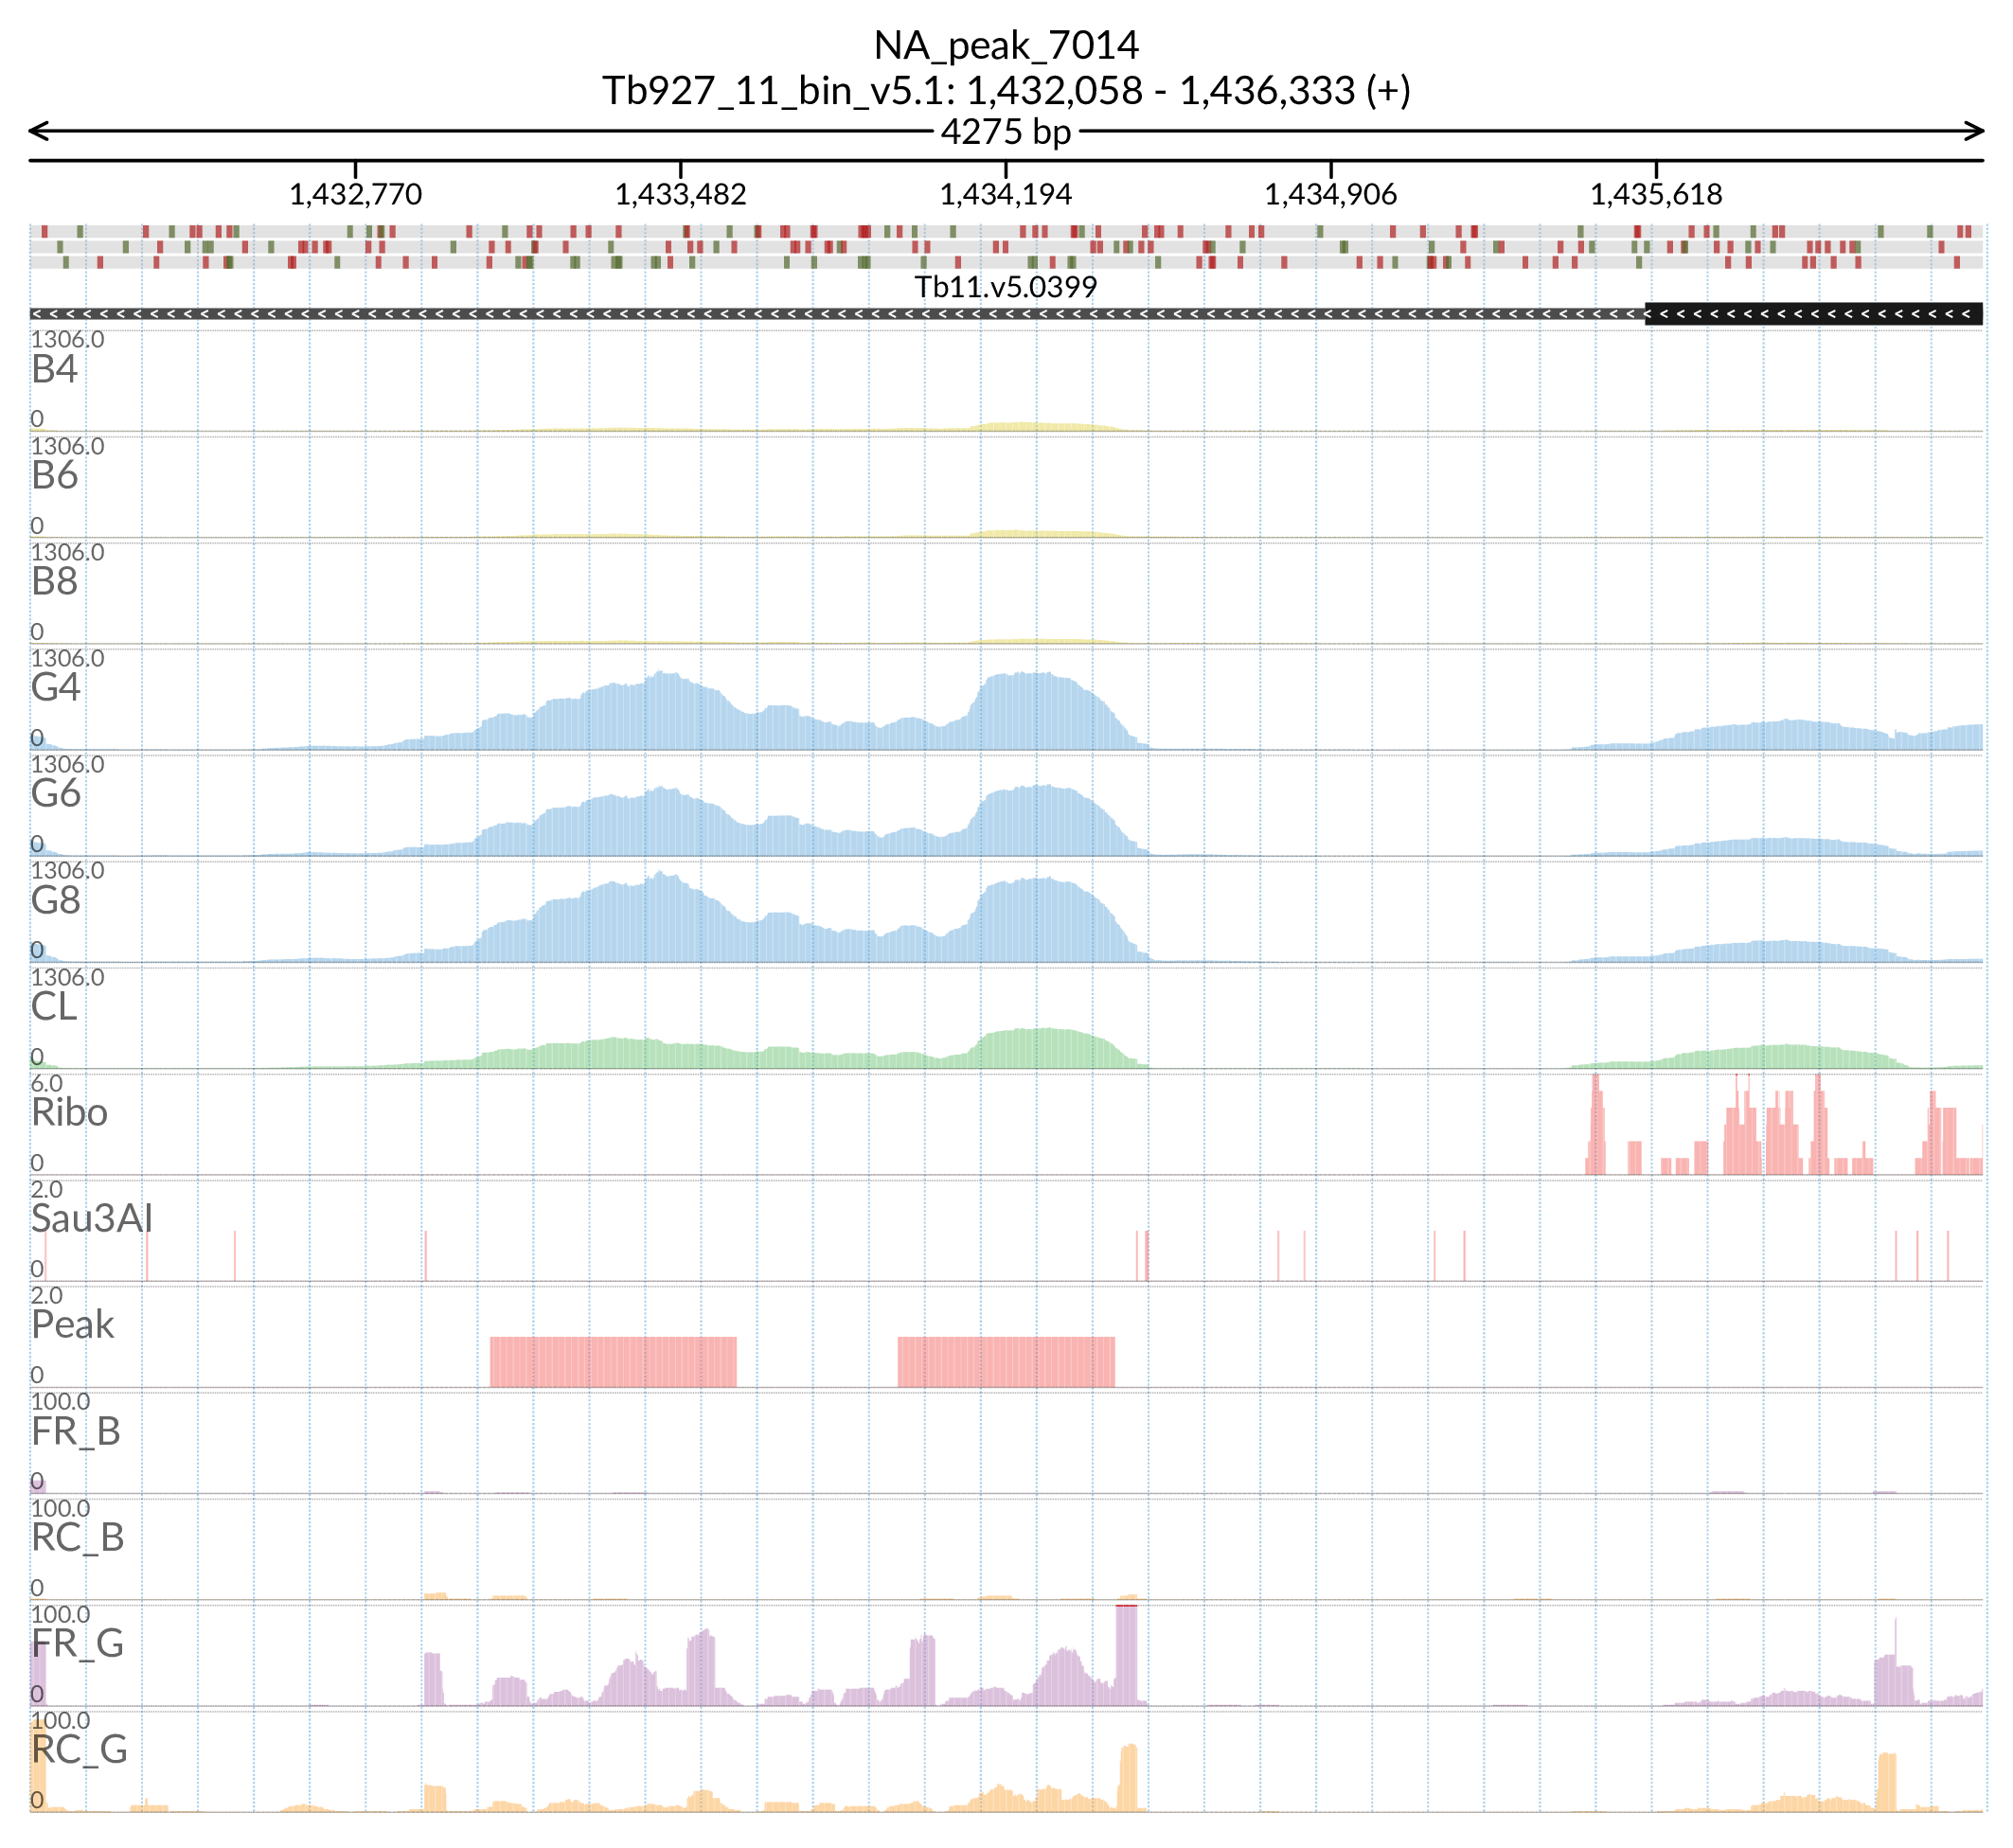 NA_peak_7014
Tb927_11_bin_v5.1: 1,432,058 - 1,436,333 (+)
4275 bp
1,432,770 1,433,482 1,434,194 1,434,906 1,435,618
Tb11.v5.0399
1306.0
B4
0
1306.0
B6
0
1306.0
B8
0
1306.0
G4
0
1306.0
G6
0
1306.0
G8
0
1306.0
CL
0
6.0
Ribo
0
2.0
Sau3AI
0
2.0
Peak
0
100.0
FR_B
0
100.0
RC_B
0
100.0
FR_G
0
100.0
RC_G
0